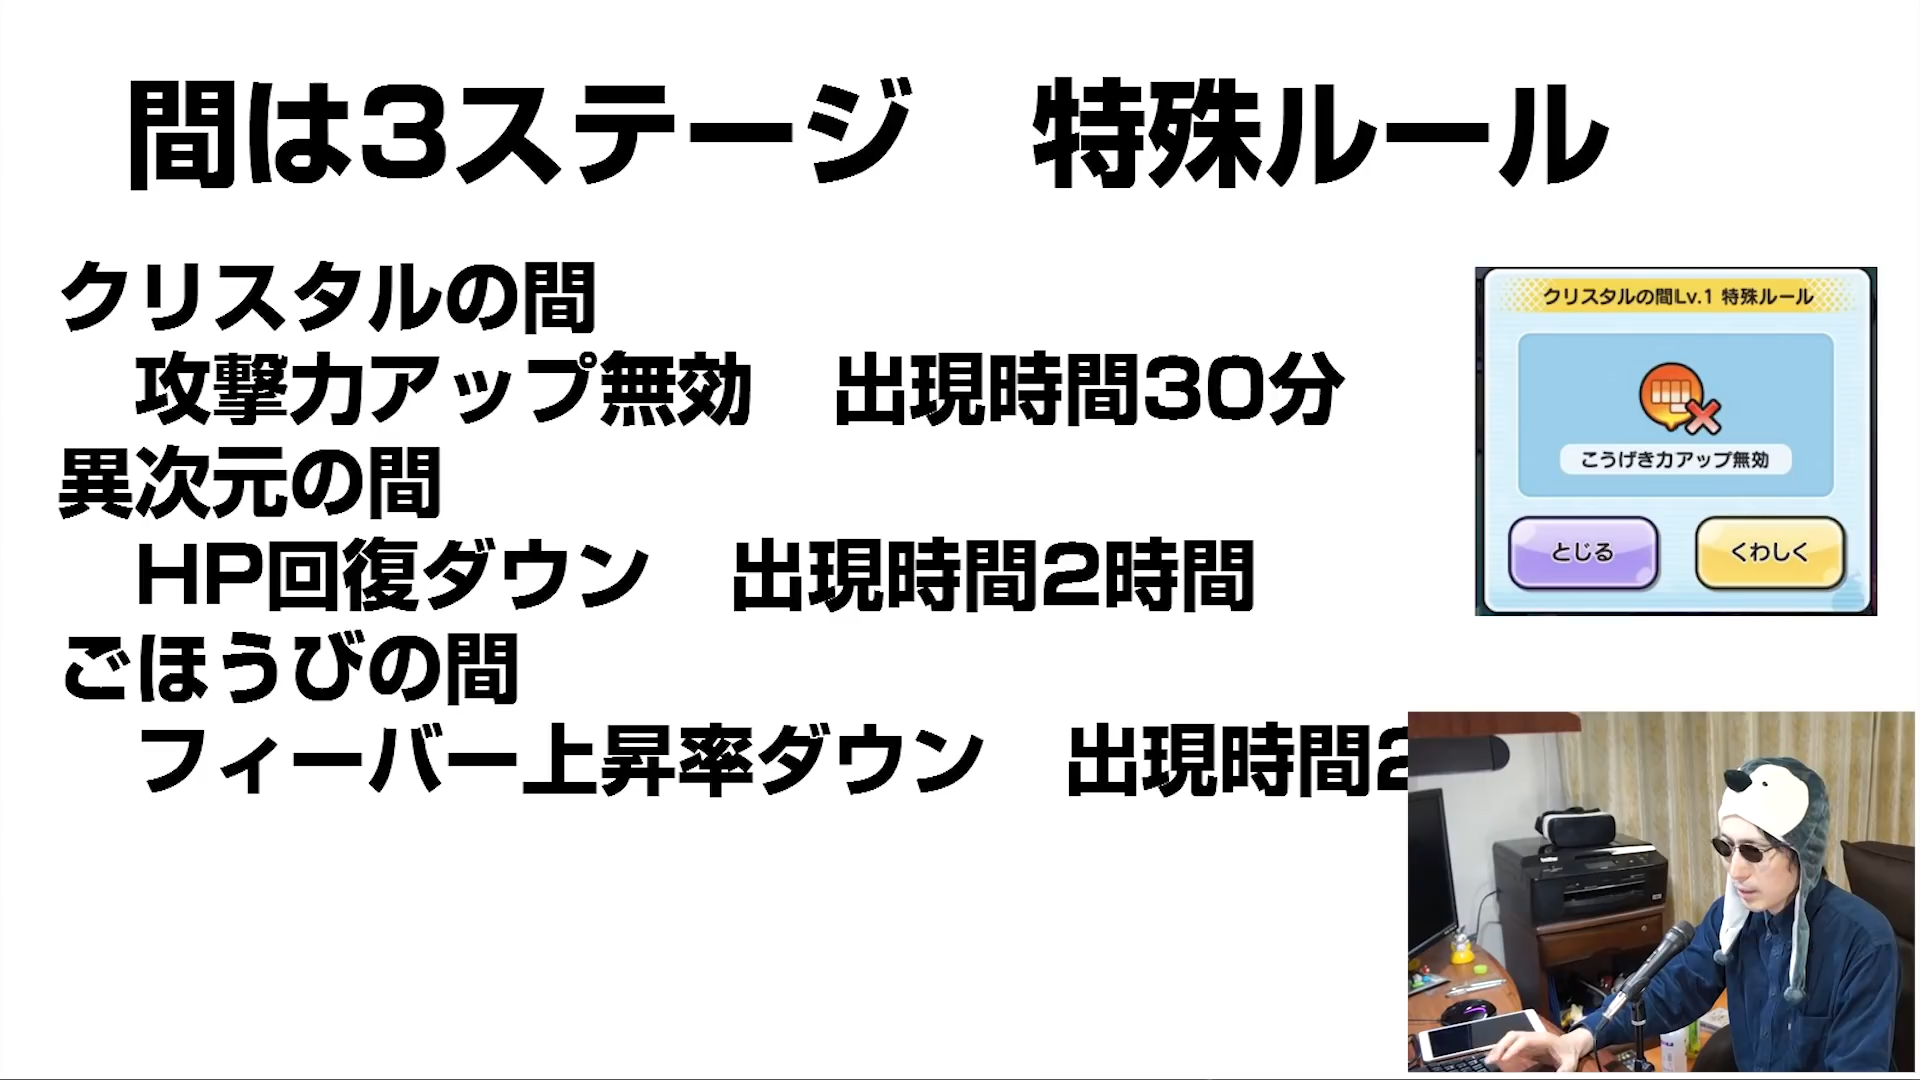 間は3ステージ　特殊ルール
クリスタルの間
攻撃力アップ無効　出現時間30分
異次元の間
HP回復ダウン　出現時間2時間
ごほうびの間
フィーバー上昇率ダウン　出現時間2
クリスタルの間Lv.1 特殊ルール
こうげき力アップ無効
とじる
くわしく